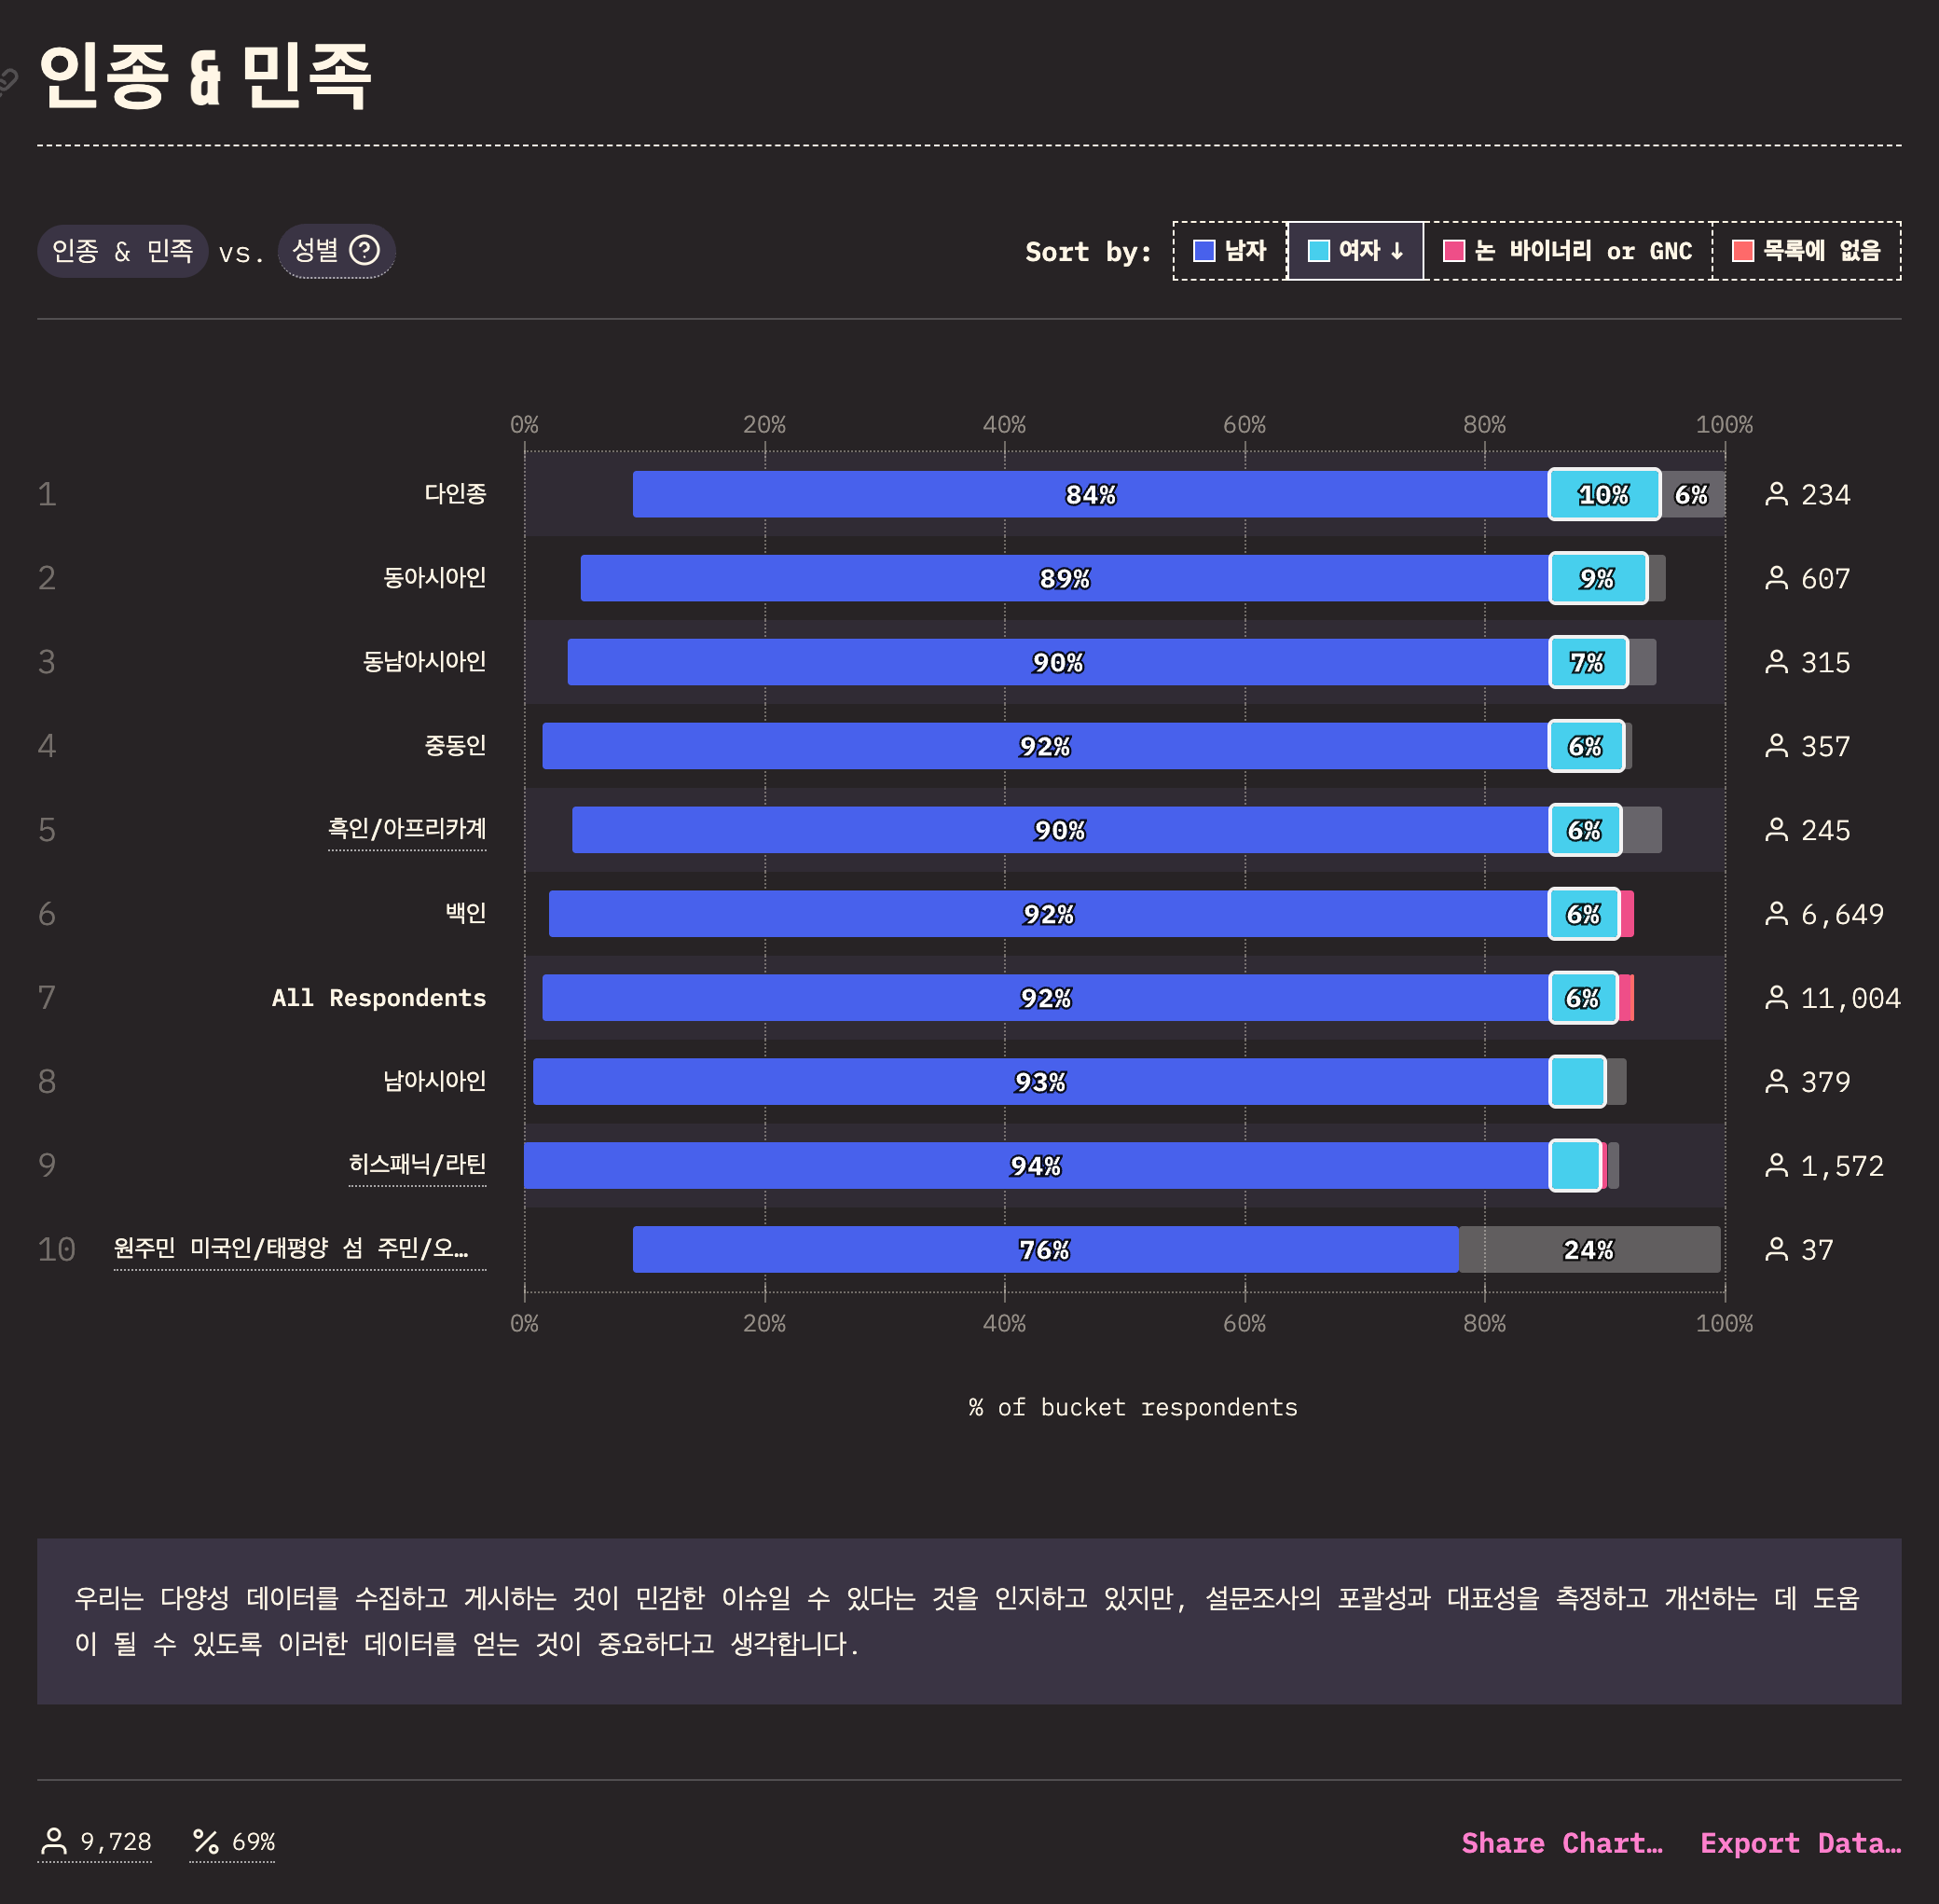 인종 & 민족
인종 & 민족 vs. 성별 ?
Sort by: 남자 여자 ↓ 논 바이너리 or GNC 목록에 없음
0% 20% 40% 60% 80% 100%
1 다인종 84% 10% 6% 234
2 동아시아인 89% 9% 607
3 동남아시아인 90% 7% 315
4 중동인 92% 6% 357
5 흑인/아프리카계 90% 6% 245
6 백인 92% 6% 6,649
7 All Respondents 92% 6% 11,004
8 남아시아인 93% 379
9 히스패닉/라틴 94% 1,572
10 원주민 미국인/태평양 섬 주민/오… 76% 24% 37
0% 20% 40% 60% 80% 100%
% of bucket respondents
우리는 다양성 데이터를 수집하고 게시하는 것이 민감한 이슈일 수 있다는 것을 인지하고 있지만, 설문조사의 포괄성과 대표성을 측정하고 개선하는 데 도움
이 될 수 있도록 이러한 데이터를 얻는 것이 중요하다고 생각합니다.
9,728 % 69% Share Chart… Export Data…